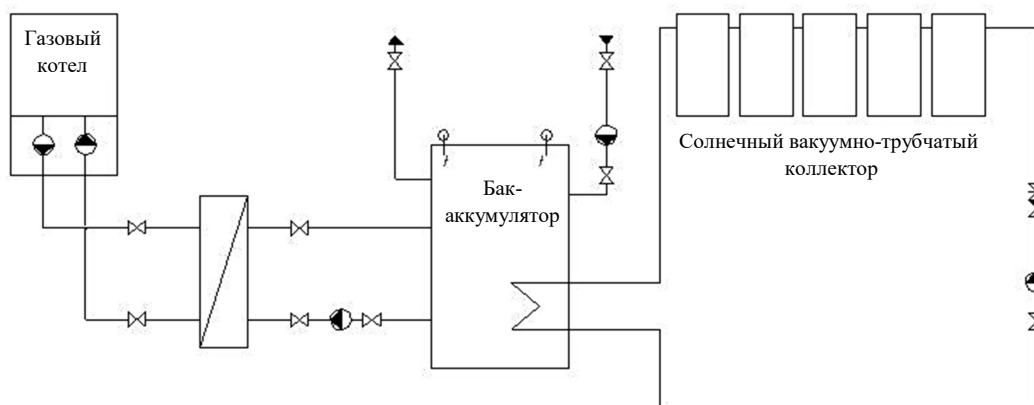 Газовый
котел
Солнечный вакуумно-трубчатый
коллектор
Бак-
аккумулятор